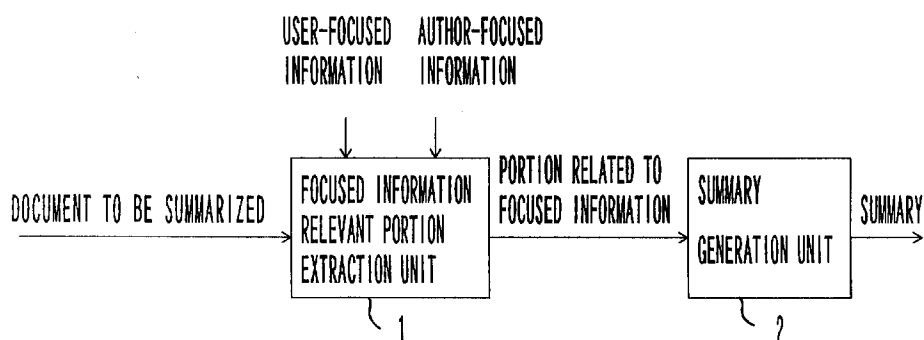 USER-FOCUSED
INFORMATION
AUTHOR-FOCUSED
INFORMATION
DOCUMENT TO BE SUMMARIZED
FOCUSED INFORMATION
RELEVANT PORTION
EXTRACTION UNIT
PORTION RELATED TO
FOCUSED INFORMATION
SUMMARY
GENERATION UNIT
SUMMARY
1
2